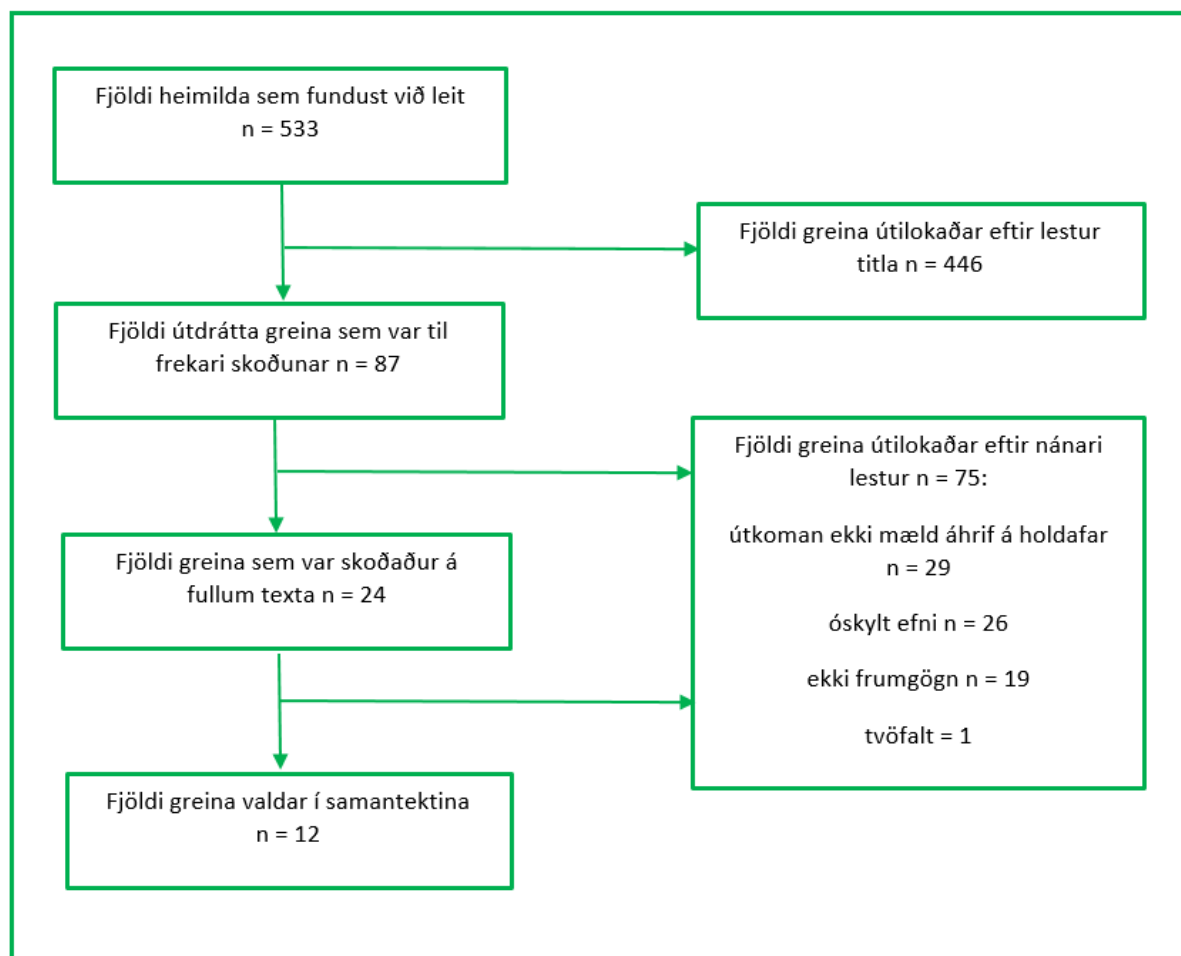 Fjöldi heimilda sem fundust við leit
n = 533
Fjöldi greina útilokaðar eftir lestur
titla n = 446
Fjöldi útdrátta greina sem var til
frekari skoðunar n = 87
Fjöldi greina útilokaðar eftir nánari
lestur n = 75:
útkoman ekki mæld áhrif á holdafar
n = 29
óskylt efni n = 26
ekki frumgögn n = 19
tvöfalt = 1
Fjöldi greina sem var skoðaður á
fullum texta n = 24
Fjöldi greina valdar í samantektina
n = 12